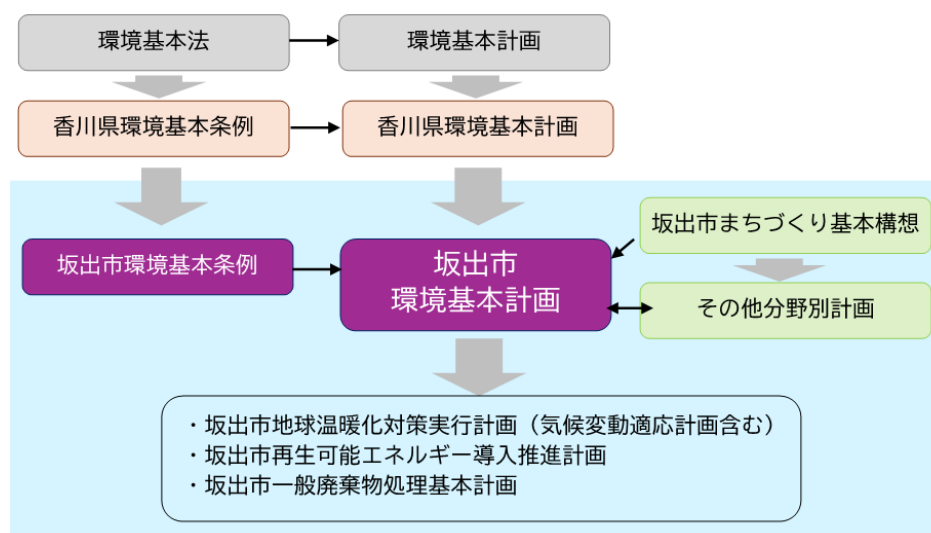 環境基本法
環境基本計画
香川県環境基本条例
香川県環境基本計画
坂出市まちづくり基本構想
坂出市環境基本条例
坂出市
環境基本計画
その他分野別計画
・坂出市地球温暖化対策実行計画（気候変動適応計画含む）
・坂出市再生可能エネルギー導入推進計画
・坂出市一般廃棄物処理基本計画